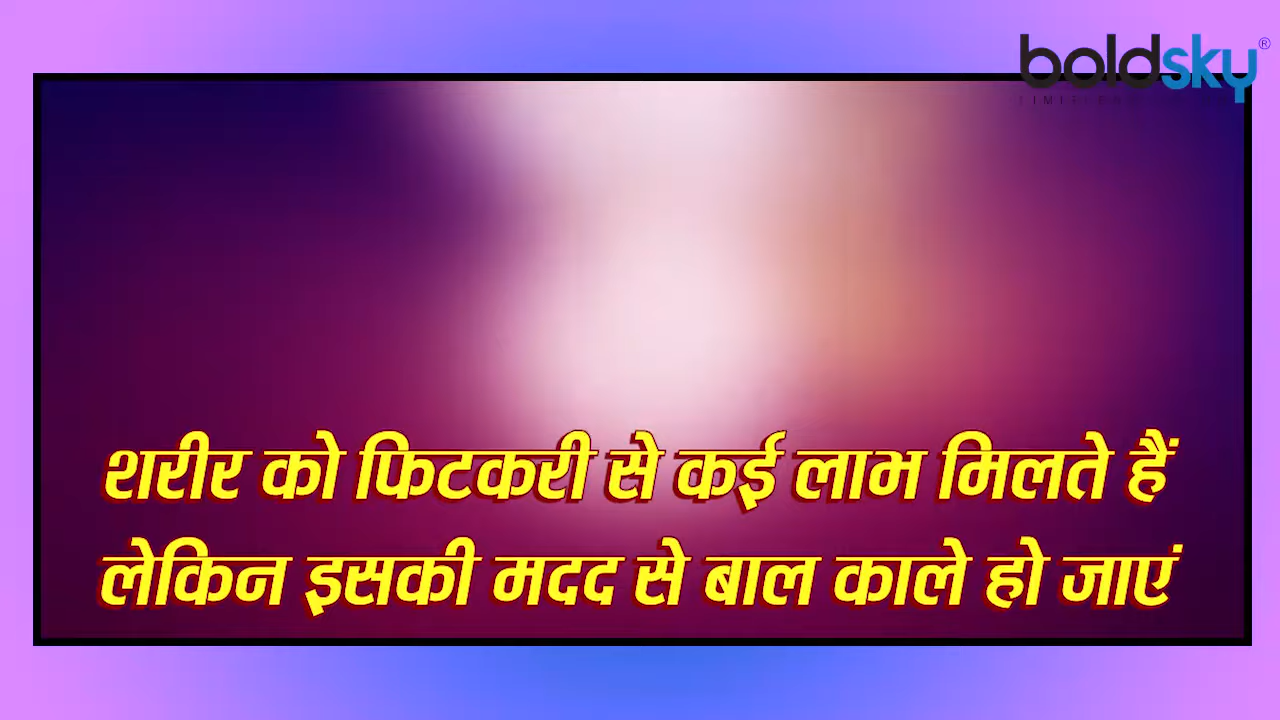 boldsky®
शरीर को फिटकरी से कई लाभ मिलते हैं
लेकिन इसकी मदद से बाल काले हो जाएं